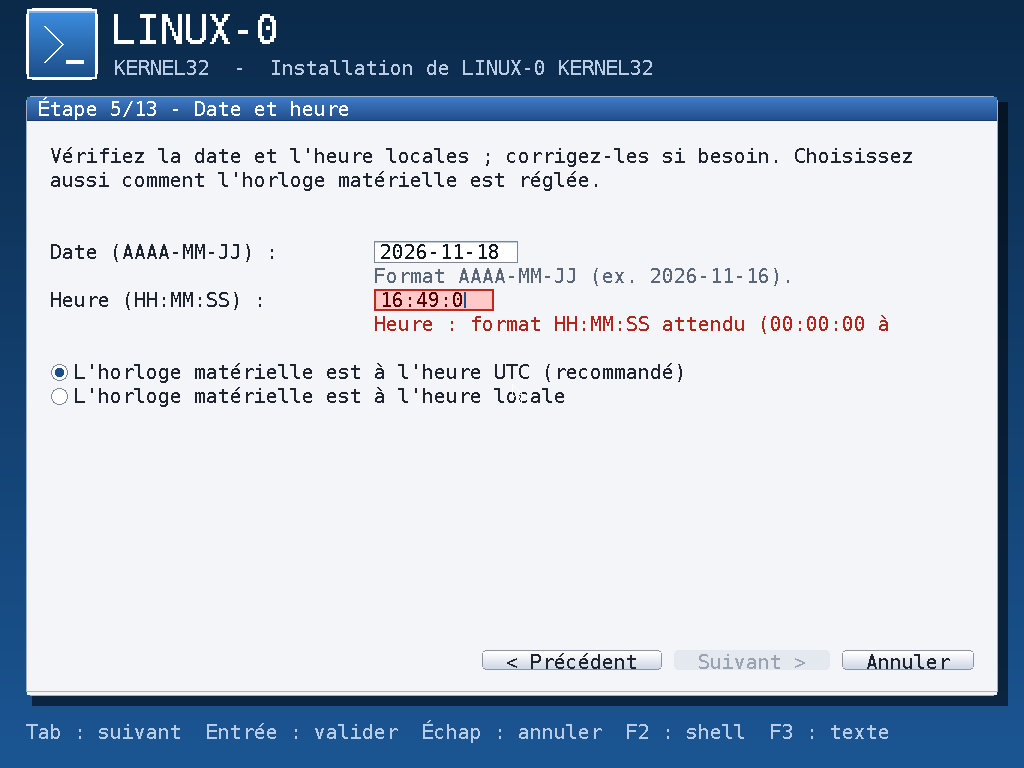 LINUX-0
KERNEL32  -  Installation de LINUX-0 KERNEL32
Étape 5/13 - Date et heure
Vérifiez la date et l'heure locales ; corrigez-les si besoin. Choisissez
aussi comment l'horloge matérielle est réglée.
Date (AAAA-MM-JJ) : 2026-11-18
Format AAAA-MM-JJ (ex. 2026-11-16).
Heure (HH:MM:SS) : 16:49:0
Heure : format HH:MM:SS attendu (00:00:00 à
L'horloge matérielle est à l'heure UTC (recommandé)
L'horloge matérielle est à l'heure locale
< Précédent  Suivant >  Annuler
Tab : suivant  Entrée : valider  Échap : annuler  F2 : shell  F3 : texte